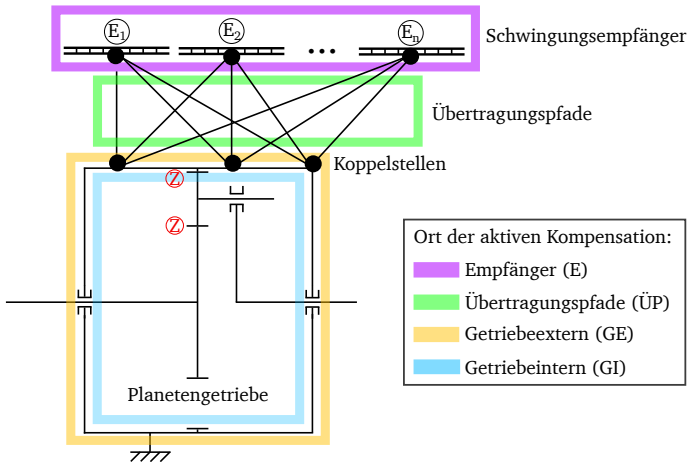 E1 E2 ... En
Schwingungsempfänger
Übertragungspfade
Koppelstellen
Z
Z
Planetengetriebe
Ort der aktiven Kompensation:
Empfänger (E)
Übertragungspfade (ÜP)
Getriebeextern (GE)
Getriebeintern (GI)